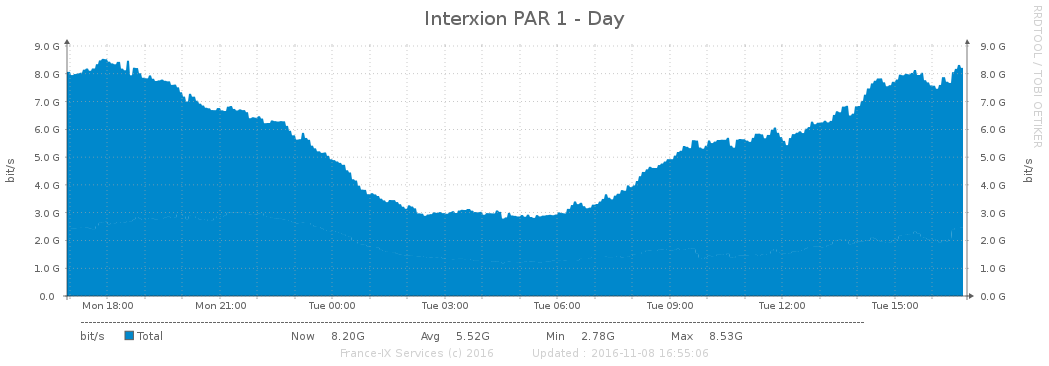 Interxion PAR 1 - Day
RRDTOOL / TOBI OETIKER
bit/s
9.0 G
8.0 G
7.0 G
6.0 G
5.0 G
4.0 G
3.0 G
2.0 G
1.0 G
0.0
9.0 G
8.0 G
7.0 G
6.0 G
5.0 G
4.0 G
3.0 G
2.0 G
1.0 G
0.0 G
bit/s
Mon 18:00 Mon 21:00 Tue 00:00 Tue 03:00 Tue 06:00 Tue 09:00 Tue 12:00 Tue 15:00
bit/s Total Now 8.20G Avg 5.52G Min 2.78G Max 8.53G
France-IX Services (c) 2016 Updated : 2016-11-08 16:55:06